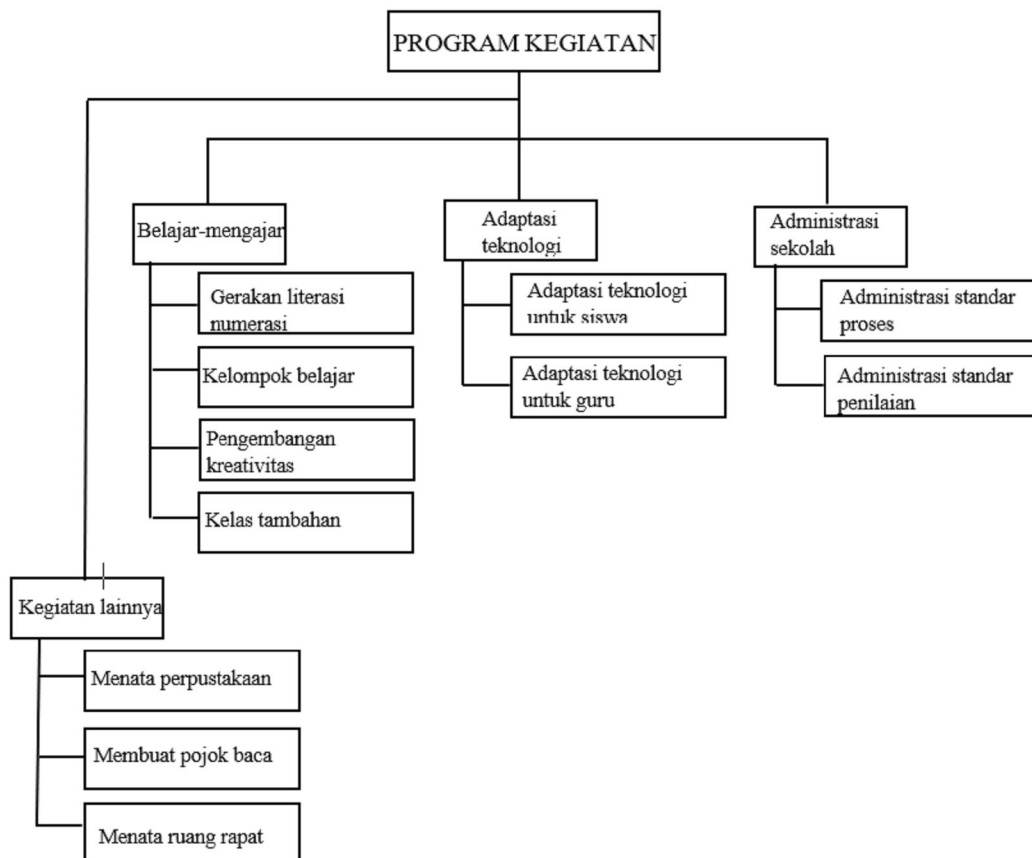 PROGRAM KEGIATAN
Belajar-mengajar
Gerakan literasi
numerasi
Kelompok belajar
Pengembangan
kreativitas
Kelas tambahan
Adaptasi
teknologi
Adaptasi teknologi
untuk siswa
Adaptasi teknologi
untuk guru
Administrasi
sekolah
Administrasi standar
proses
Administrasi standar
penilaian
Kegiatan lainnya
Menata perpustakaan
Membuat pojok baca
Menata ruang rapat